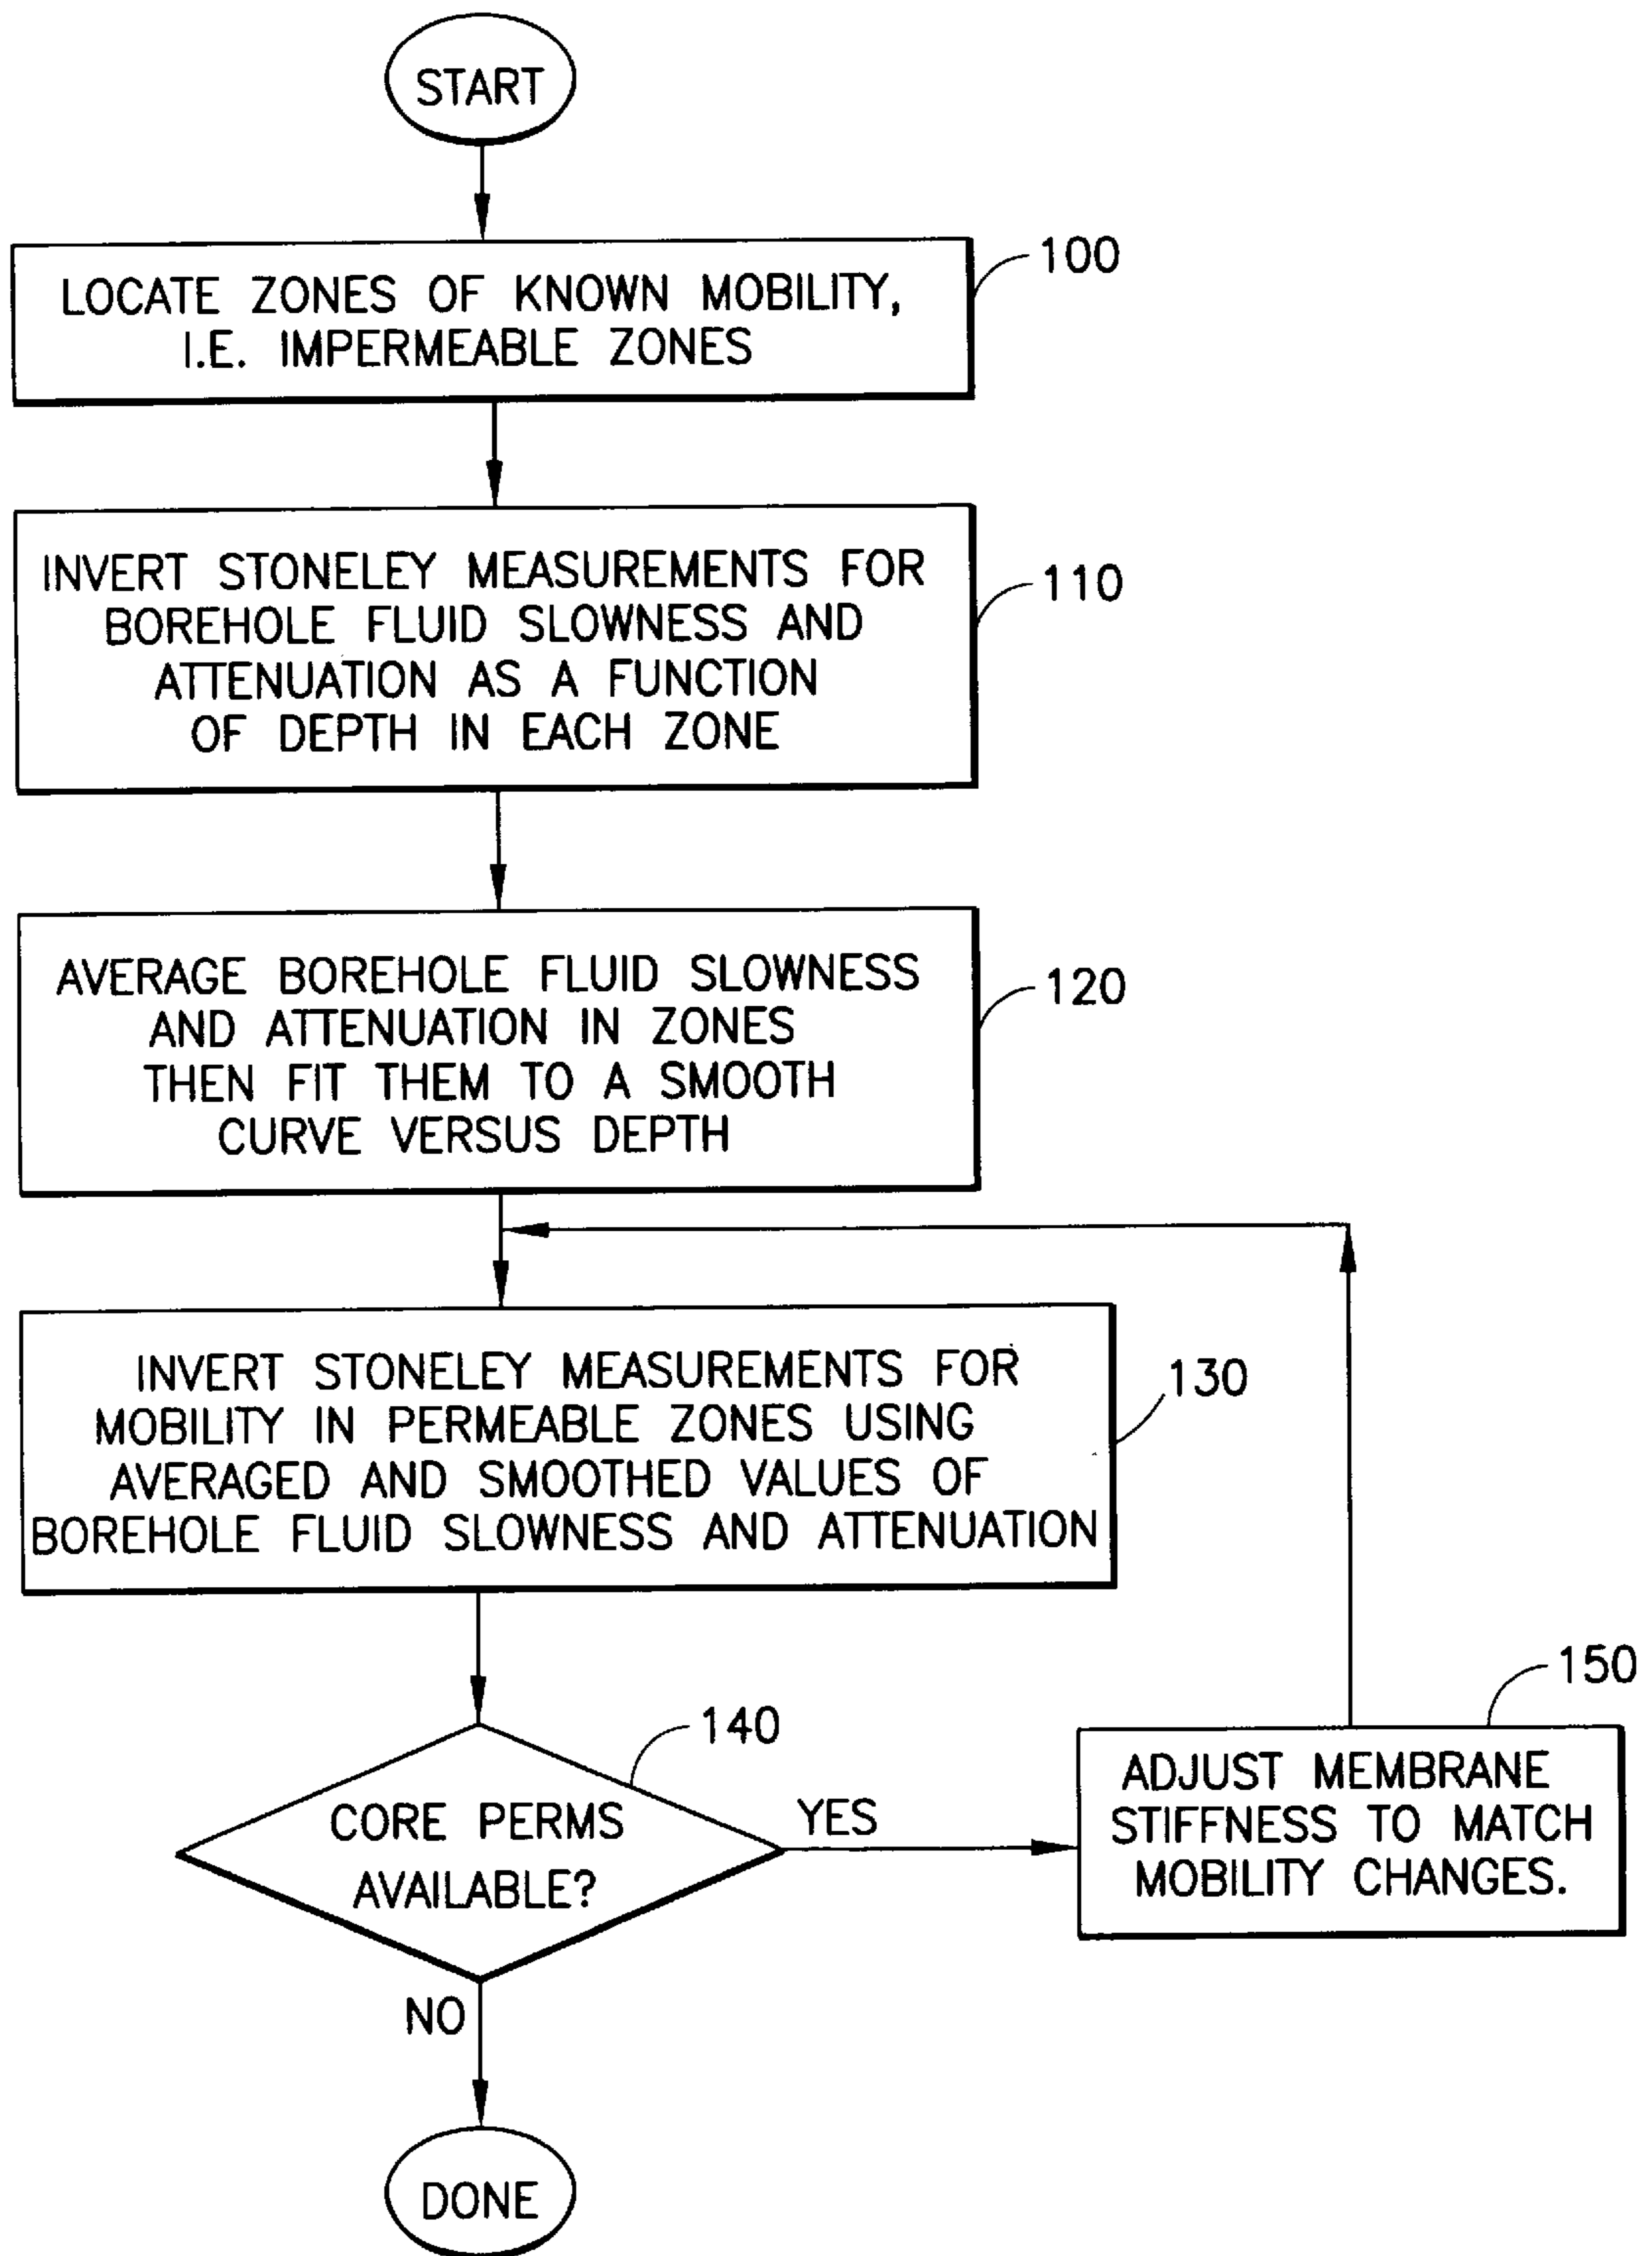 START
LOCATE ZONES OF KNOWN MOBILITY,
I.E. IMPERMEABLE ZONES
100
INVERT STONELEY MEASUREMENTS FOR
BOREHOLE FLUID SLOWNESS AND
ATTENUATION AS A FUNCTION
OF DEPTH IN EACH ZONE
110
AVERAGE BOREHOLE FLUID SLOWNESS
AND ATTENUATION IN ZONES
THEN FIT THEM TO A SMOOTH
CURVE VERSUS DEPTH
120
INVERT STONELEY MEASUREMENTS FOR
MOBILITY IN PERMEABLE ZONES USING
AVERAGED AND SMOOTHED VALUES OF
BOREHOLE FLUID SLOWNESS AND ATTENUATION
130
CORE PERMS
AVAILABLE?
140
YES
ADJUST MEMBRANE
STIFFNESS TO MATCH
MOBILITY CHANGES.
150
NO
DONE